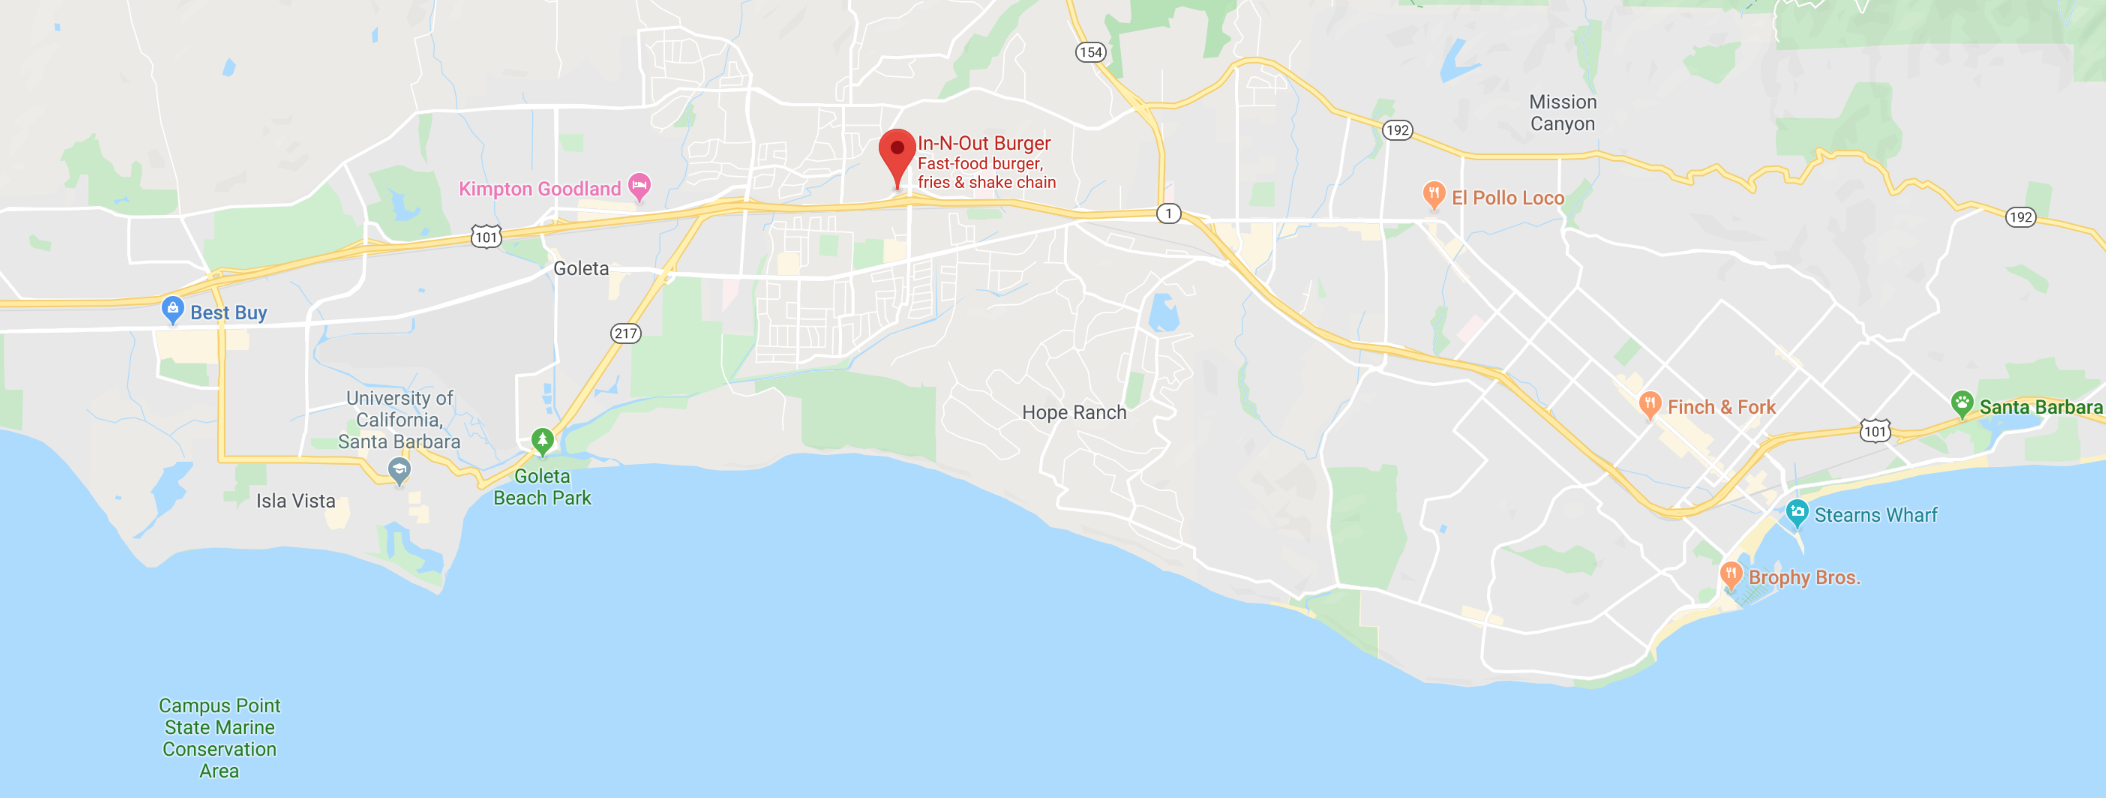 154
Mission
Canyon
192
In-N-Out Burger
Fast-food burger,
fries & shake chain
Kimpton Goodland
El Pollo Loco
1
192
101
Goleta
Best Buy
217
University of
California,
Santa Barbara
Hope Ranch
Finch & Fork
Santa Barbara
101
Goleta
Beach Park
Isla Vista
Stearns Wharf
Brophy Bros.
Campus Point
State Marine
Conservation
Area